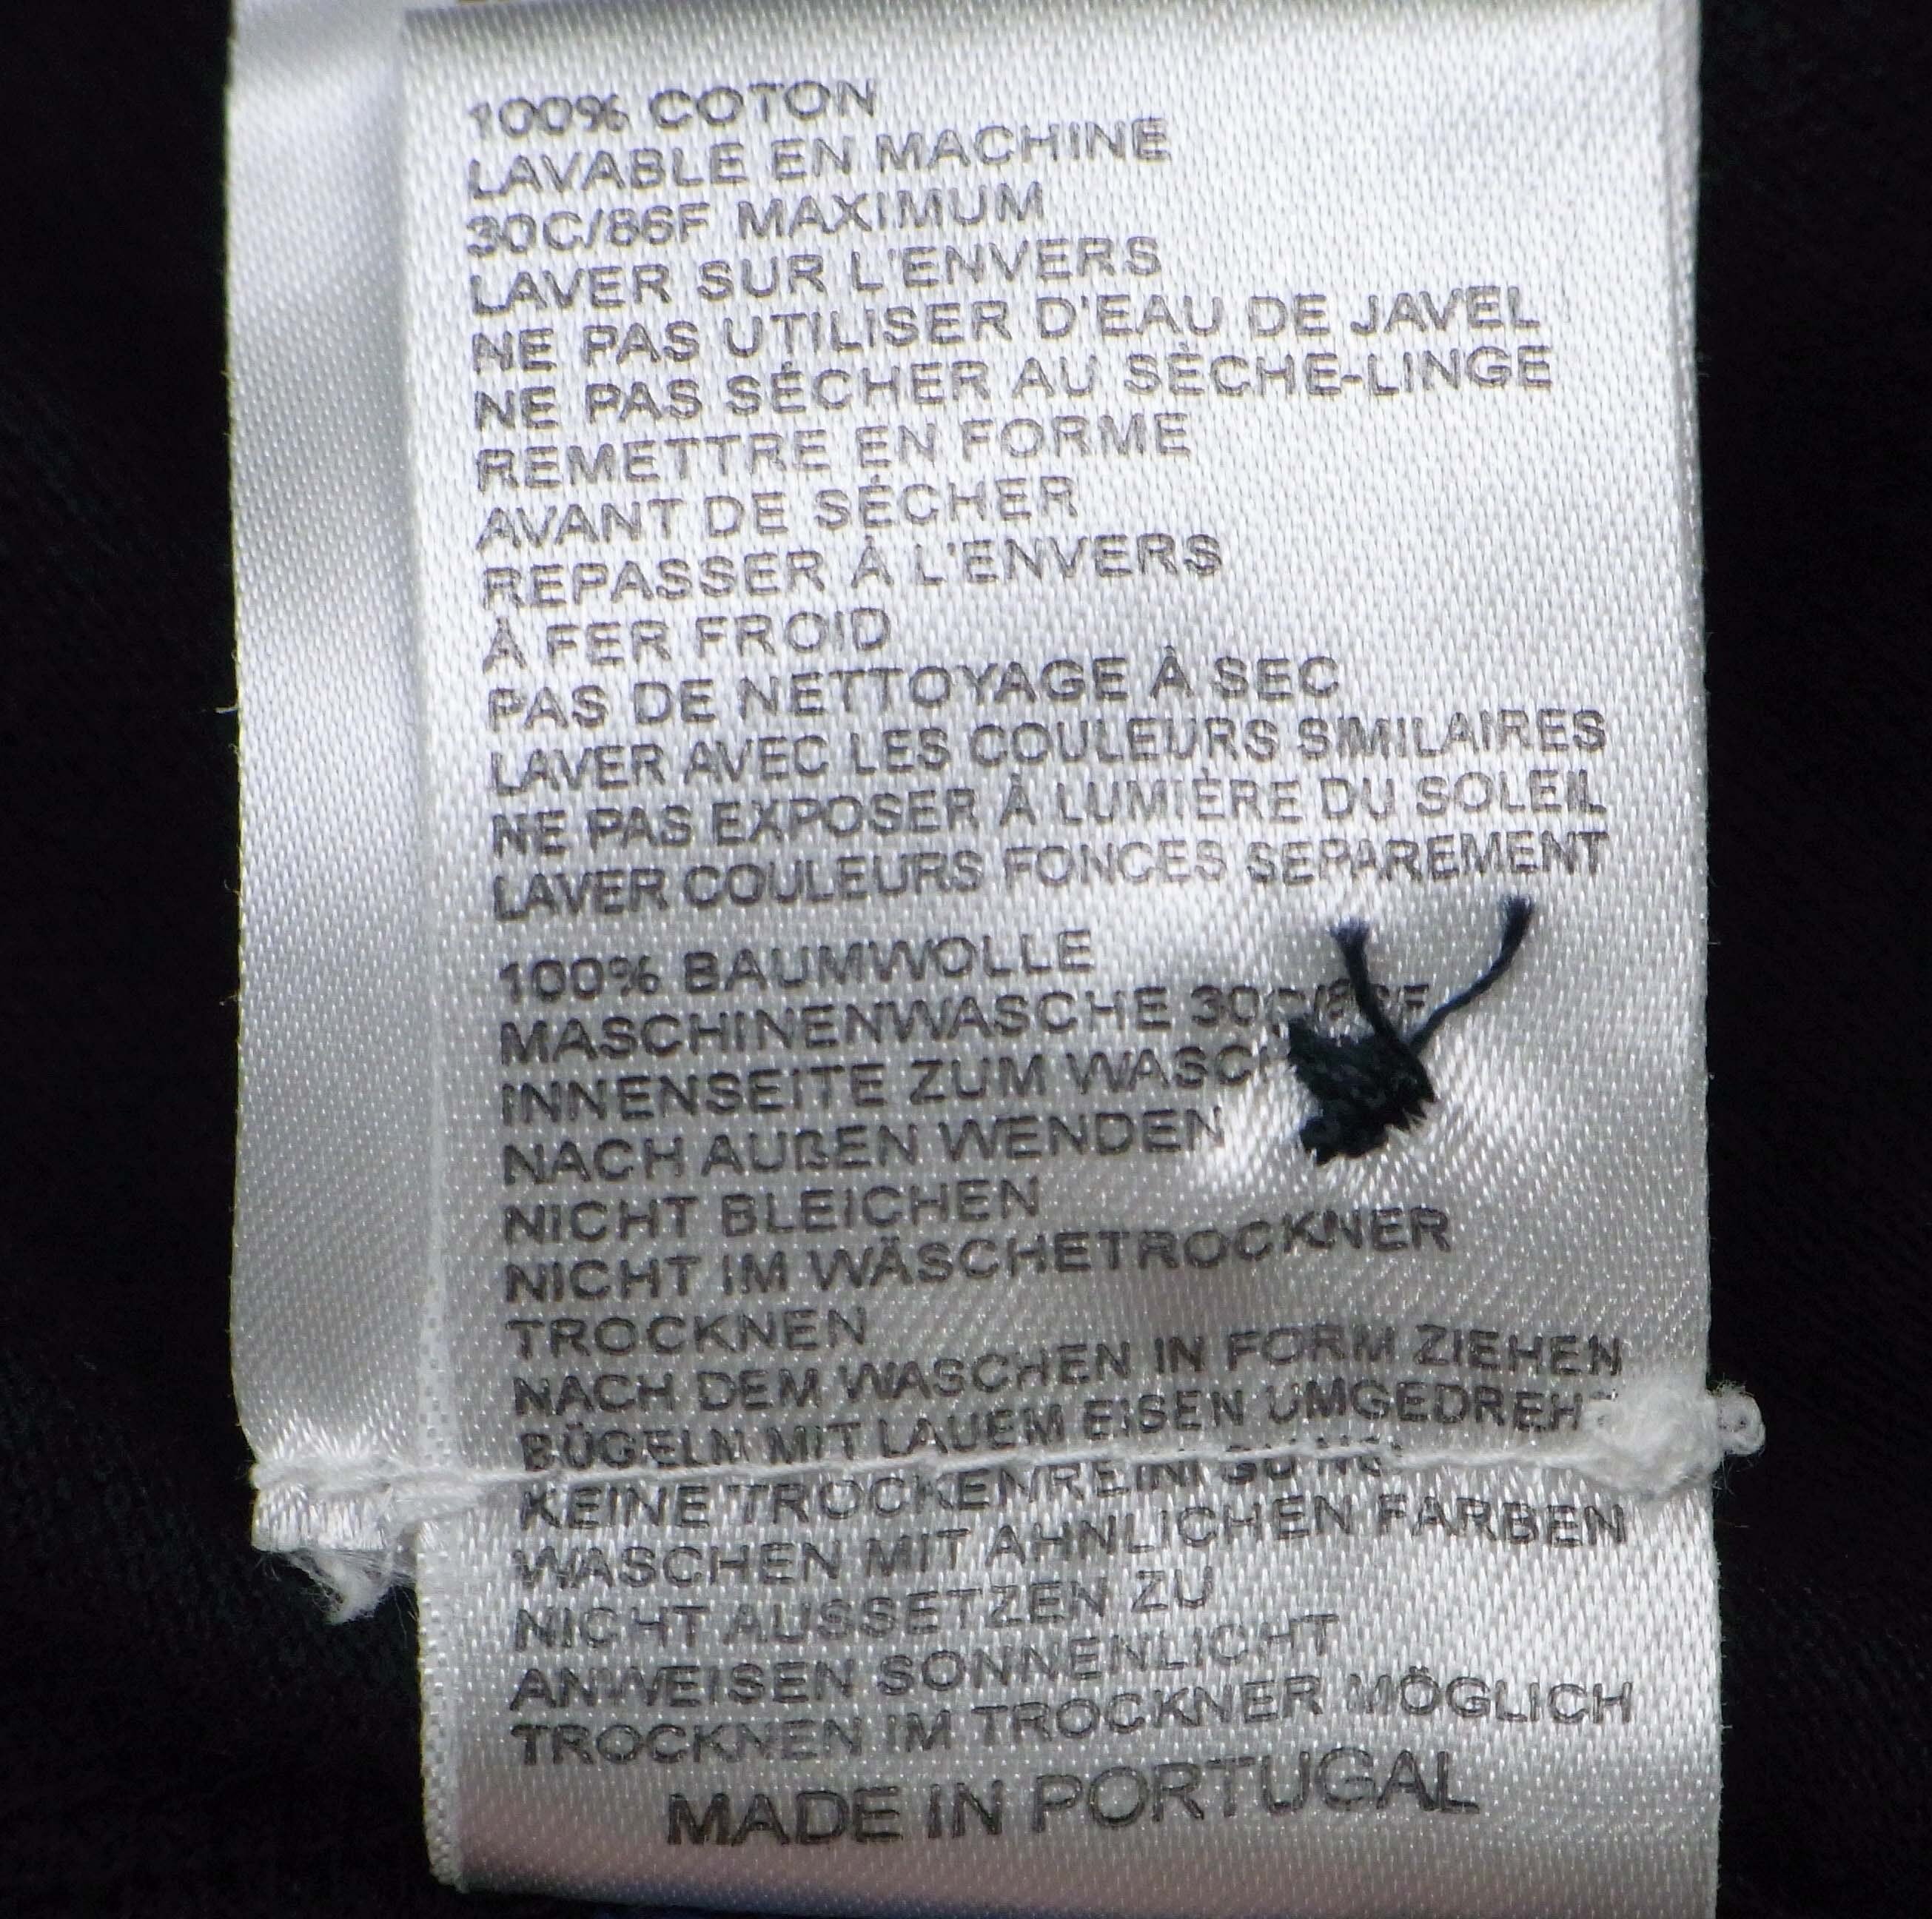 100% COTON
LAVABLE EN MACHINE
30C/86F MAXIMUM
LAVER SUR L'ENVERS
NE PAS UTILISER D'EAU DE JAVEL
NE PAS SÉCHER AU SÈCHE-LINGE
REMETTRE EN FORME
AVANT DE SÉCHER
REPASSER À L'ENVERS
À FER FROID
PAS DE NETTOYAGE À SEC
LAVER AVEC LES COULEURS SIMILAIRES
NE PAS EXPOSER À LUMIÈRE DU SOLEIL
LAVER COULEURS FONCES SEPAREMENT
100% BAUMWOLLE
MASCHINENWASCHE
INNENSEITE ZUM
NACH AUßEN WENDEN
NICHT BLEICHEN
NICHT IM WÄSCHETROCKNER
TROCKNEN
NACH DEM WASCHEN IN FORM ZIEHEN
BÜGELN MIT LAUEM EISEN
KEINE TROCKENREINIGUNG
WASCHEN MIT AHNLICHEN FARBEN
NICHT AUSSETZEN ZU
ANWEISEN SONNENLICHT
TROCKNEN IM TROCKNER MÖGLICH
MADE IN PORTUGAL